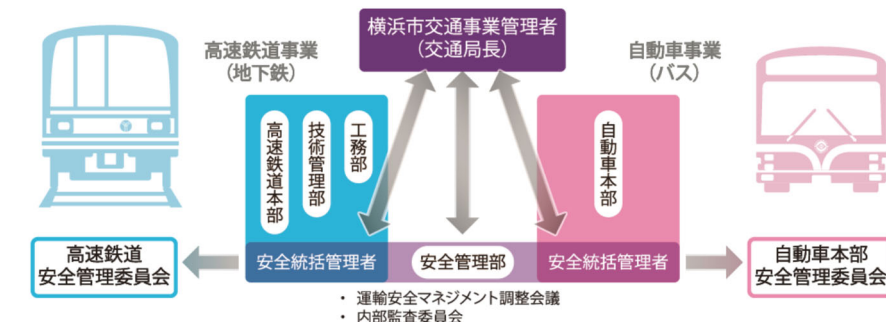 横浜市交通事業管理者
（交通局長）
高速鉄道事業
（地下鉄）
自動車事業
（バス）
高速鉄道本部
技術管理部
工務部
自動車本部
高速鉄道
安全管理委員会
安全統括管理者
安全管理部
安全統括管理者
自動車本部
安全管理委員会
・ 運輸安全マネジメント調整会議
・ 内部監査委員会